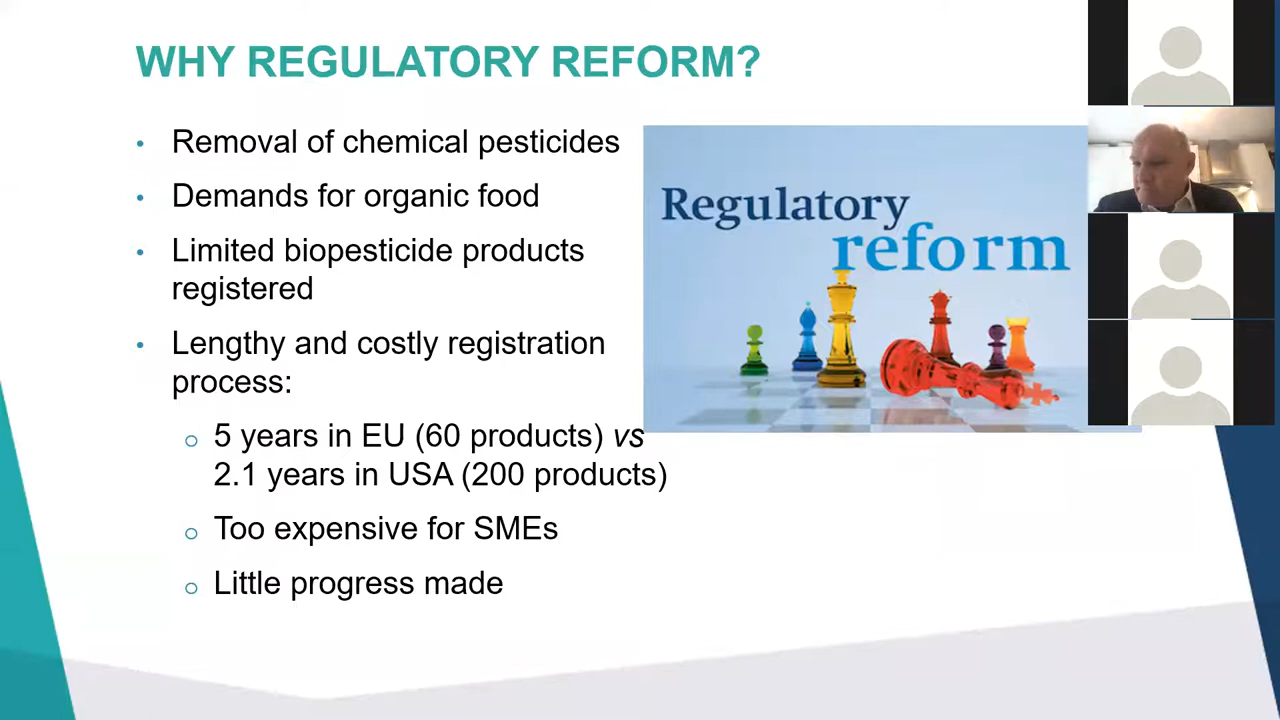 WHY REGULATORY REFORM?
• Removal of chemical pesticides
• Demands for organic food
• Limited biopesticide products
registered
• Lengthy and costly registration
process:
o 5 years in EU (60 products) vs
2.1 years in USA (200 products)
o Too expensive for SMEs
o Little progress made
Regulatory
reform